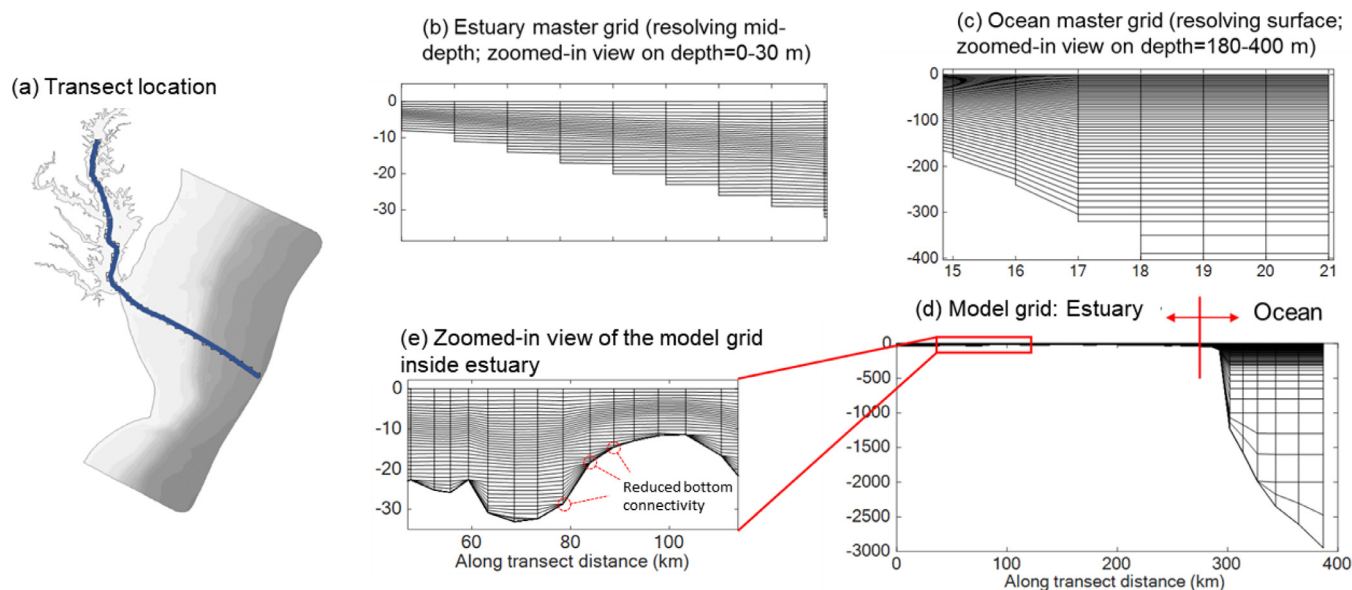 (a) Transect location
(b) Estuary master grid (resolving mid-
depth; zoomed-in view on depth=0-30 m)
0
-10
-20
-30
(c) Ocean master grid (resolving surface;
zoomed-in view on depth=180-400 m)
0
-100
-200
-300
-400
15 16 17 18 19 20 21
(e) Zoomed-in view of the model grid
inside estuary
0
-10
-20
-30
Reduced bottom
connectivity
60 80 100
Along transect distance (km)
(d) Model grid: Estuary
Ocean
0
-500
-1000
-1500
-2000
-2500
-3000
0 100 200 300 400
Along transect distance (km)